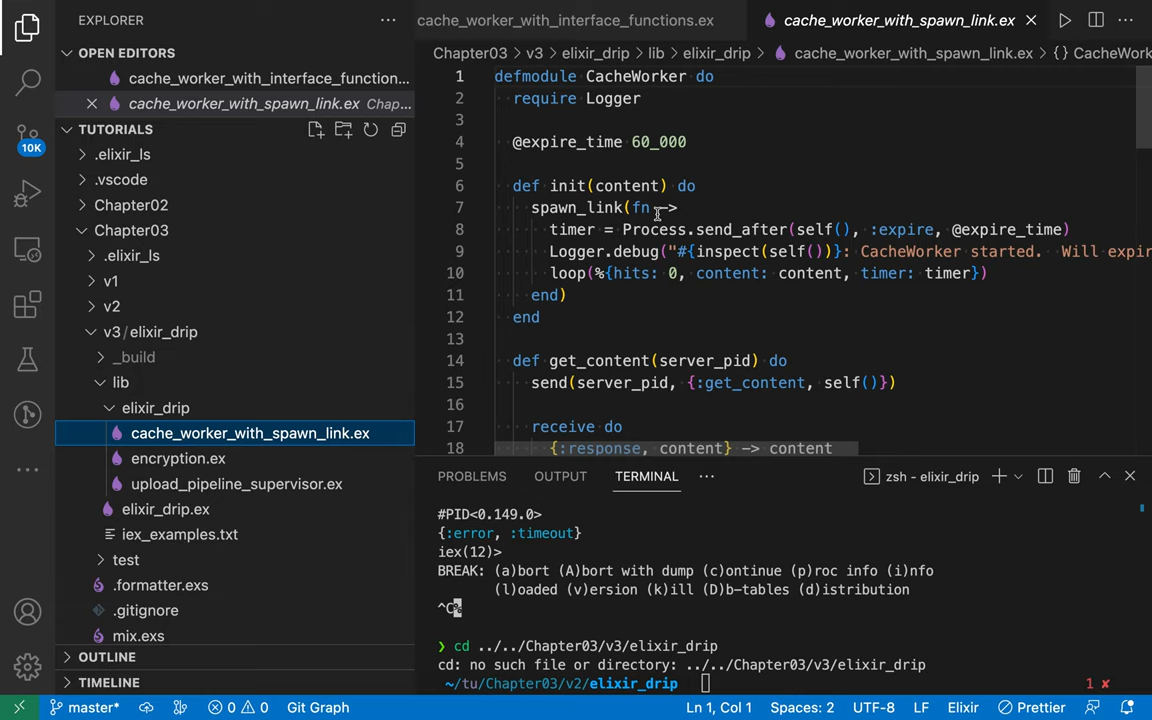 EXPLORER
OPEN EDITORS
cache_worker_with_interface_function...
cache_worker_with_spawn_link.ex Chap...
TUTORIALS
.elixir_ls
.vscode
Chapter02
Chapter03
.elixir_ls
v1
v2
v3/elixir_drip
_build
lib
elixir_drip
cache_worker_with_spawn_link.ex
encryption.ex
upload_pipeline_supervisor.ex
elixir_drip.ex
iex_examples.txt
test
.formatter.exs
.gitignore
mix.exs
OUTLINE
TIMELINE
10K
cache_worker_with_interface_functions.ex
cache_worker_with_spawn_link.ex
Chapter03 > v3 > elixir_drip > lib > elixir_drip > cache_worker_with_spawn_link.ex > {} CacheWork
1 defmodule CacheWorker do
2 require Logger
3
4 @expire_time 60_000
5
6 def init(content) do
7 spawn_link(fn ->
8 timer = Process.send_after(self(), :expire, @expire_time)
9 Logger.debug("#{inspect(self())}: CacheWorker started. Will expir
10 loop(%{hits: 0, content: content, timer: timer})
11 end)
12 end
13
14 def get_content(server_pid) do
15 send(server_pid, {:get_content, self()})
16
17 receive do
18 {:response, content} -> content
PROBLEMS OUTPUT TERMINAL ... zsh - elixir_drip
#PID<0.149.0>
{:error, :timeout}
iex(12)>
BREAK: (a)bort (A)bort with dump (c)ontinue (p)roc info (i)nfo
(l)oaded (v)ersion (k)ill (D)b-tables (d)istribution
^C%
❯ cd ../../Chapter03/v3/elixir_drip
cd: no such file or directory: ../../Chapter03/v3/elixir_drip
~/tu/Chapter03/v2/elixir_drip 1 ✘
master* 0 0 Git Graph Ln 1, Col 1 Spaces: 2 UTF-8 LF Elixir Prettier